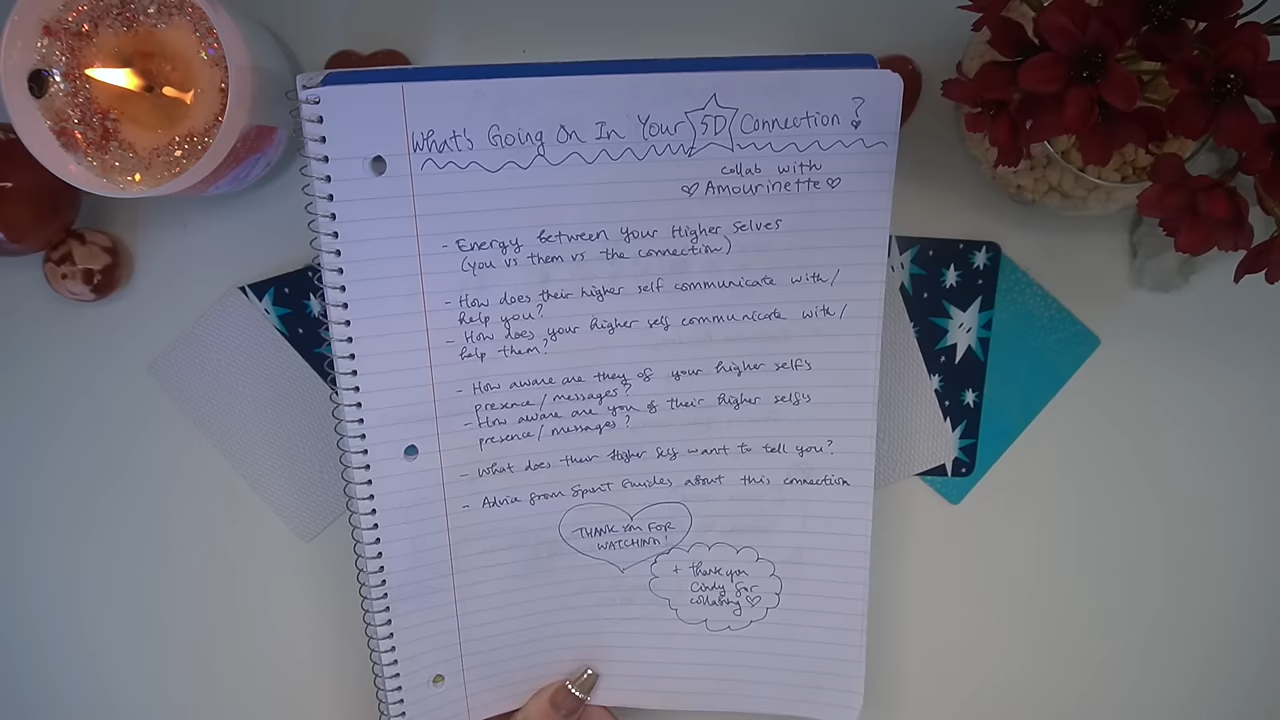 What's Going On In Your 5D Connection?
collab with
♡ Amourinette ♡
- Energy between your Higher Selves
(you vs them vs the connection)
- How does their higher self communicate with/
help you?
- How does your higher self communicate with/
help them?
- How aware are they of your higher self's
presence/messages?
- How aware are you of their higher self's
presence/messages?
- What does their Higher Self want to tell you?
- Advice from Spirit Guides about this connection
THANK YOU FOR
WATCHING!
+ thank you
Cindy for
collabing ♡